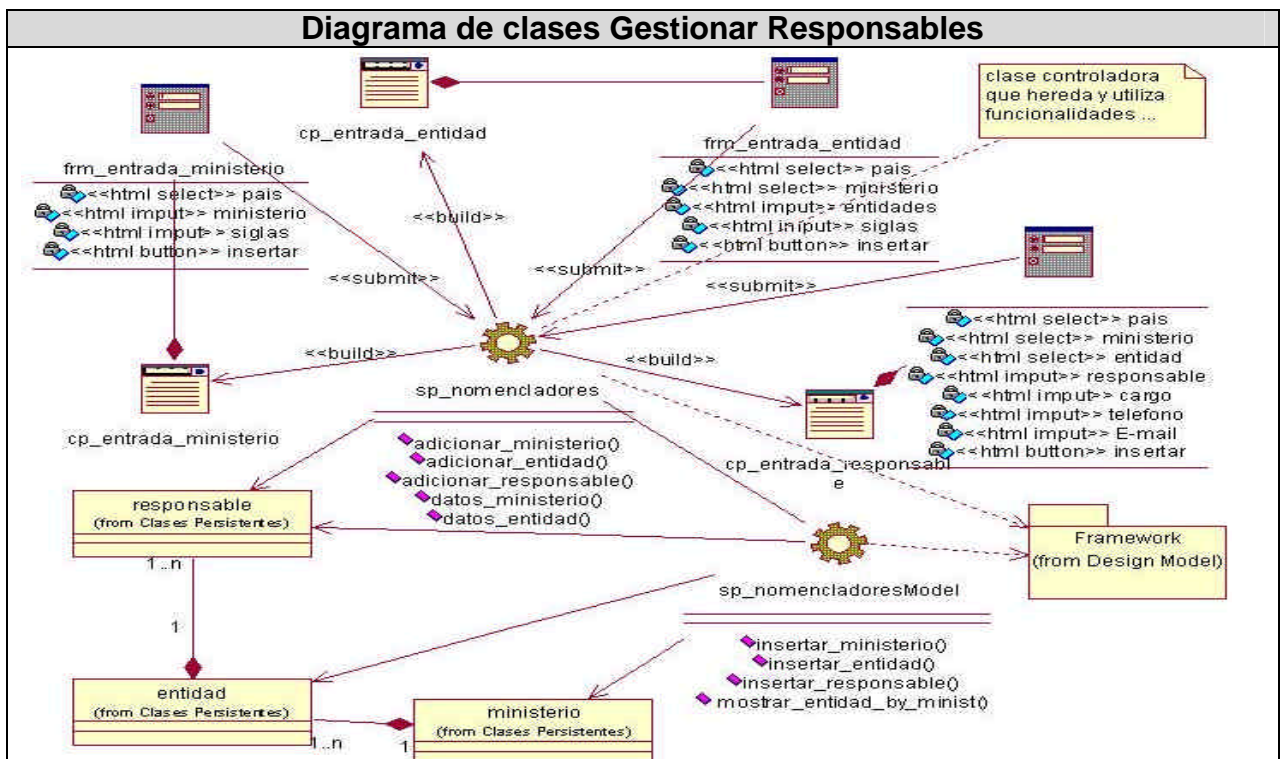 Diagrama de clases Gestionar Responsables
clase controladora
que hereda y utiliza
funcionalidades ...
cp_entrada_entidad
frm_entrada_entidad
<<html select>> pais
<<html select>> ministerio
<<html imput>> entidades
<<html imput>> siglas
<<html button>> insertar
frm_entrada_ministerio
<<html select>> pais
<<html imput>> ministerio
<<html imput>> siglas
<<html button>> insertar
<<build>>
<<submit>>
<<submit>>
<<submit>>
<<html select>> pais
<<html select>> ministerio
<<html select>> entidad
<<html imput>> responsable
<<html imput>> cargo
<<html imput>> telefono
<<html imput>> E-mail
<<html button>> insertar
<<build>>
<<build>>
sp_nomencladores
adicionar_ministerio()
adicionar_entidad()
adicionar_responsable()
datos_ministerio()
datos_entidad()
cp_entrada_ministerio
cp_entrada_responsabl
e
responsable
(from Clases Persistentes)
1..n
1
Framework
(from Design Model)
sp_nomencladoresModel
insertar_ministerio()
insertar_entidad()
insertar_responsable()
mostrar_entidad_by_minist()
entidad
(from Clases Persistentes)
1..n
1
ministerio
(from Clases Persistentes)